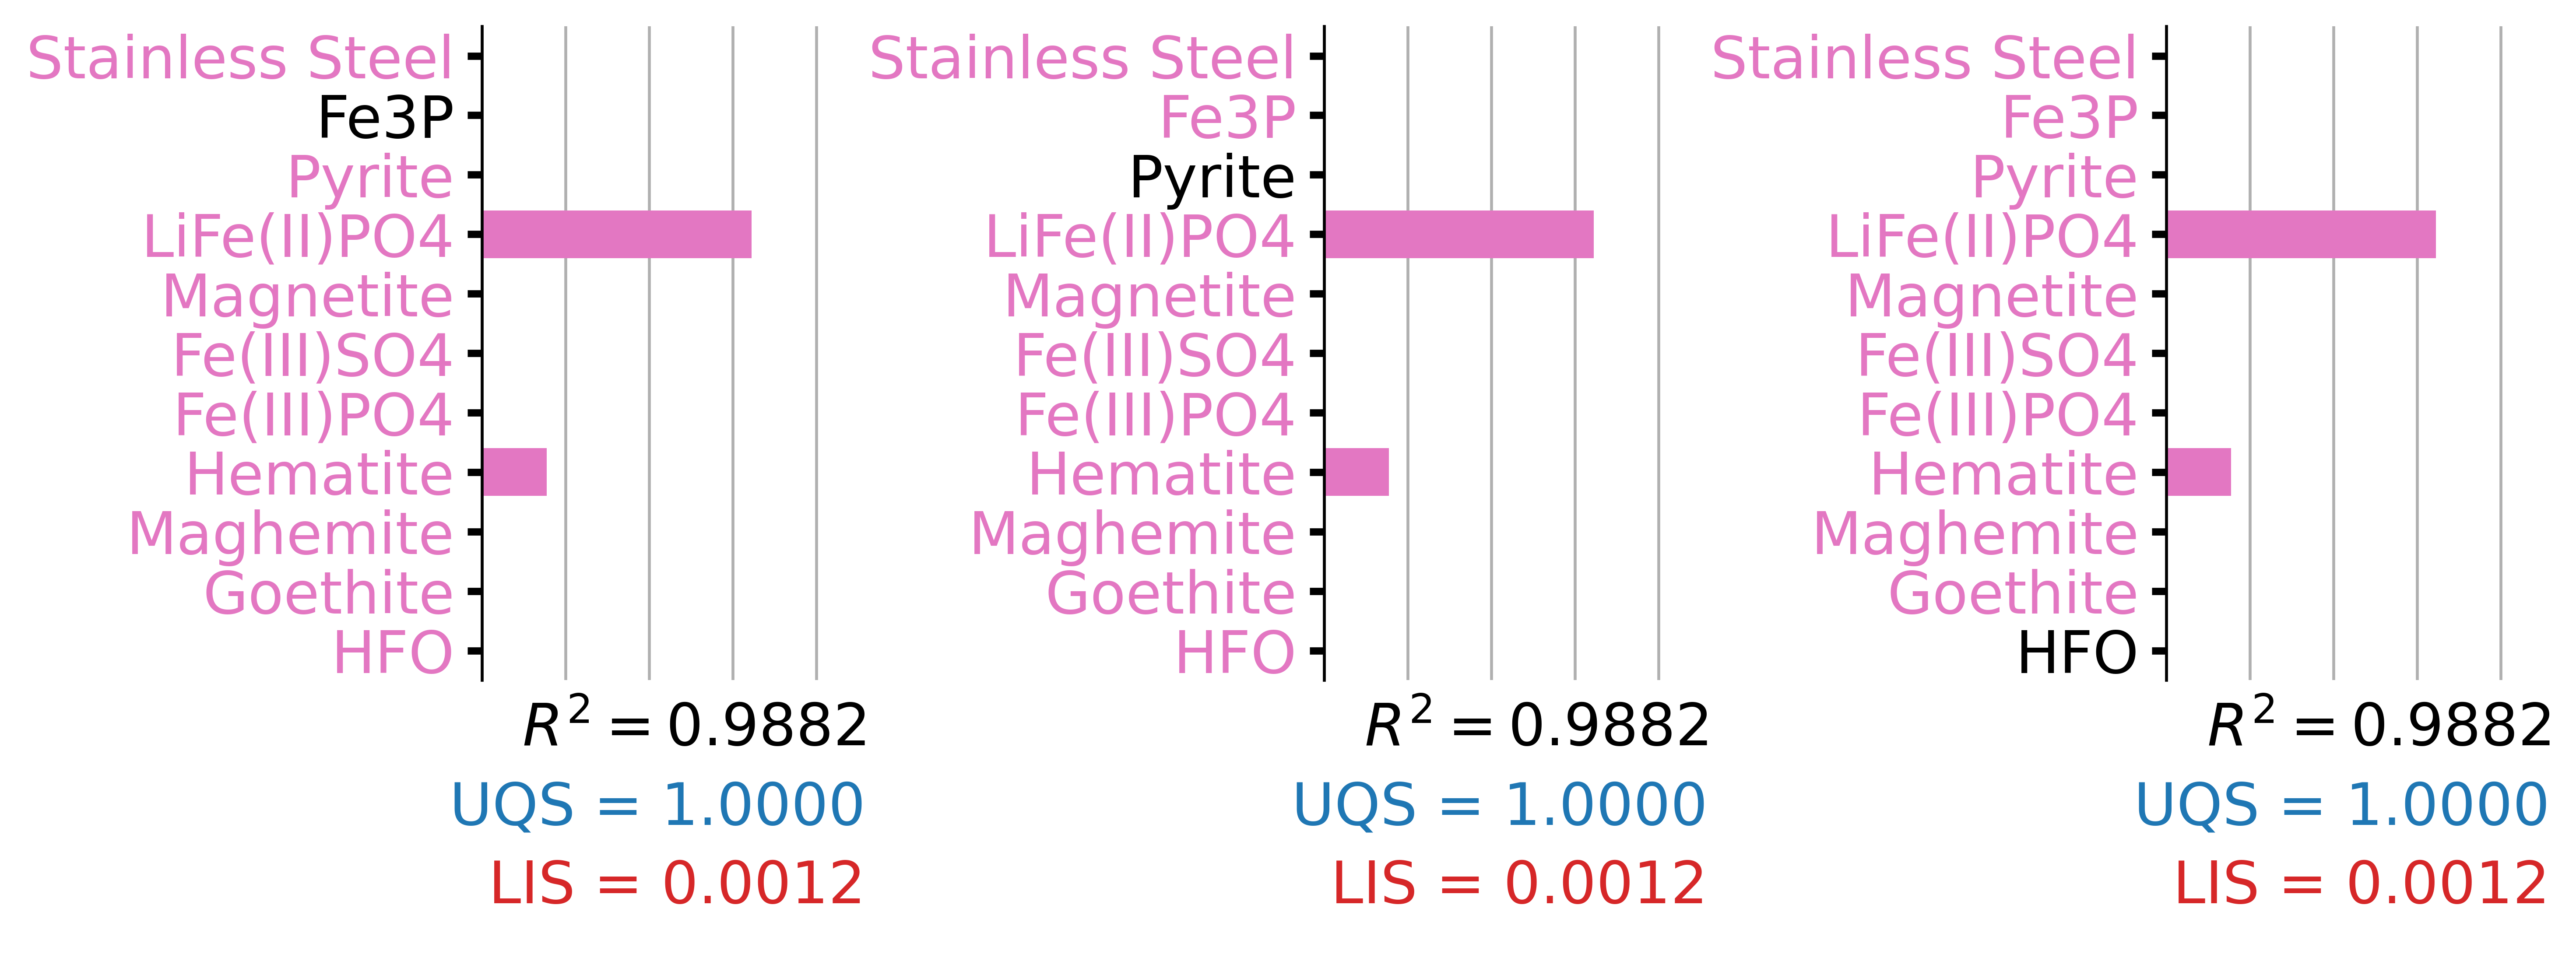 Stainless Steel
Fe3P
Pyrite
LiFe(II)PO4
Magnetite
Fe(III)SO4
Fe(III)PO4
Hematite
Maghemite
Goethite
HFO
R² = 0.9882
UQS = 1.0000
LIS = 0.0012
Stainless Steel
Fe3P
Pyrite
LiFe(II)PO4
Magnetite
Fe(III)SO4
Fe(III)PO4
Hematite
Maghemite
Goethite
HFO
R² = 0.9882
UQS = 1.0000
LIS = 0.0012
Stainless Steel
Fe3P
Pyrite
LiFe(II)PO4
Magnetite
Fe(III)SO4
Fe(III)PO4
Hematite
Maghemite
Goethite
HFO
R² = 0.9882
UQS = 1.0000
LIS = 0.0012